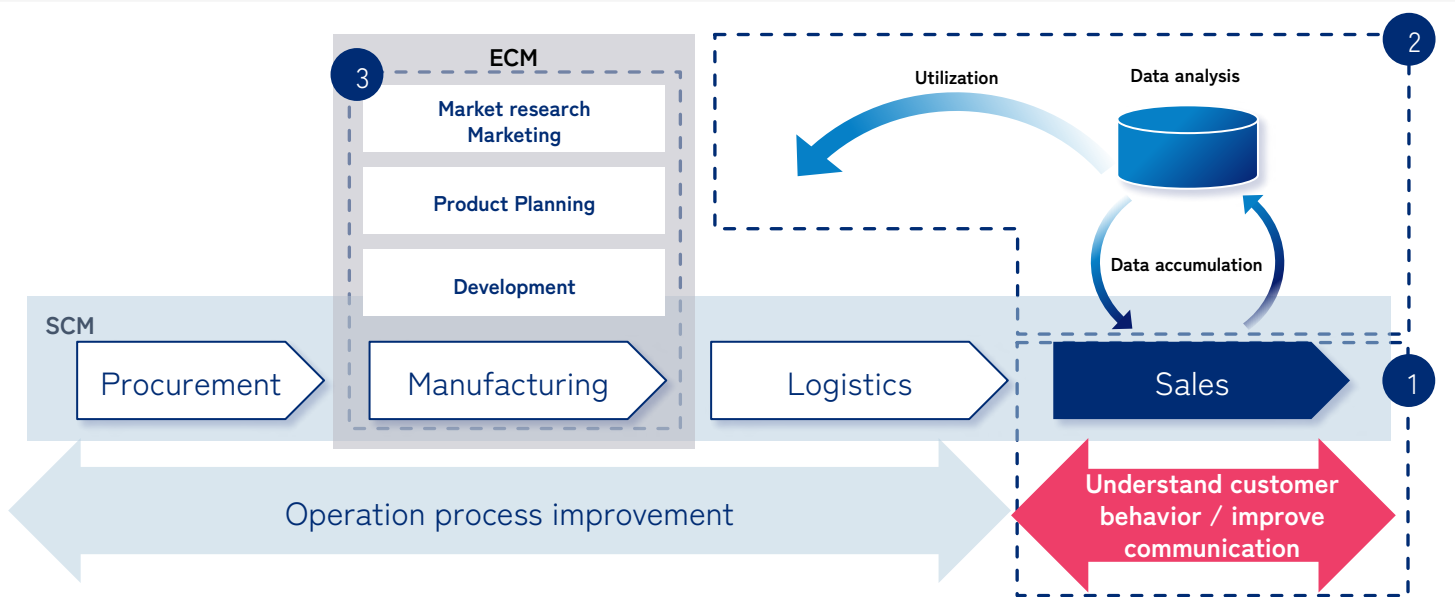 ECM
2
3
Utilization
Data analysis
Market research
Marketing
Product Planning
Data accumulation
Development
SCM
Procurement
Manufacturing
Logistics
Sales
1
Operation process improvement
Understand customer
behavior / improve
communication